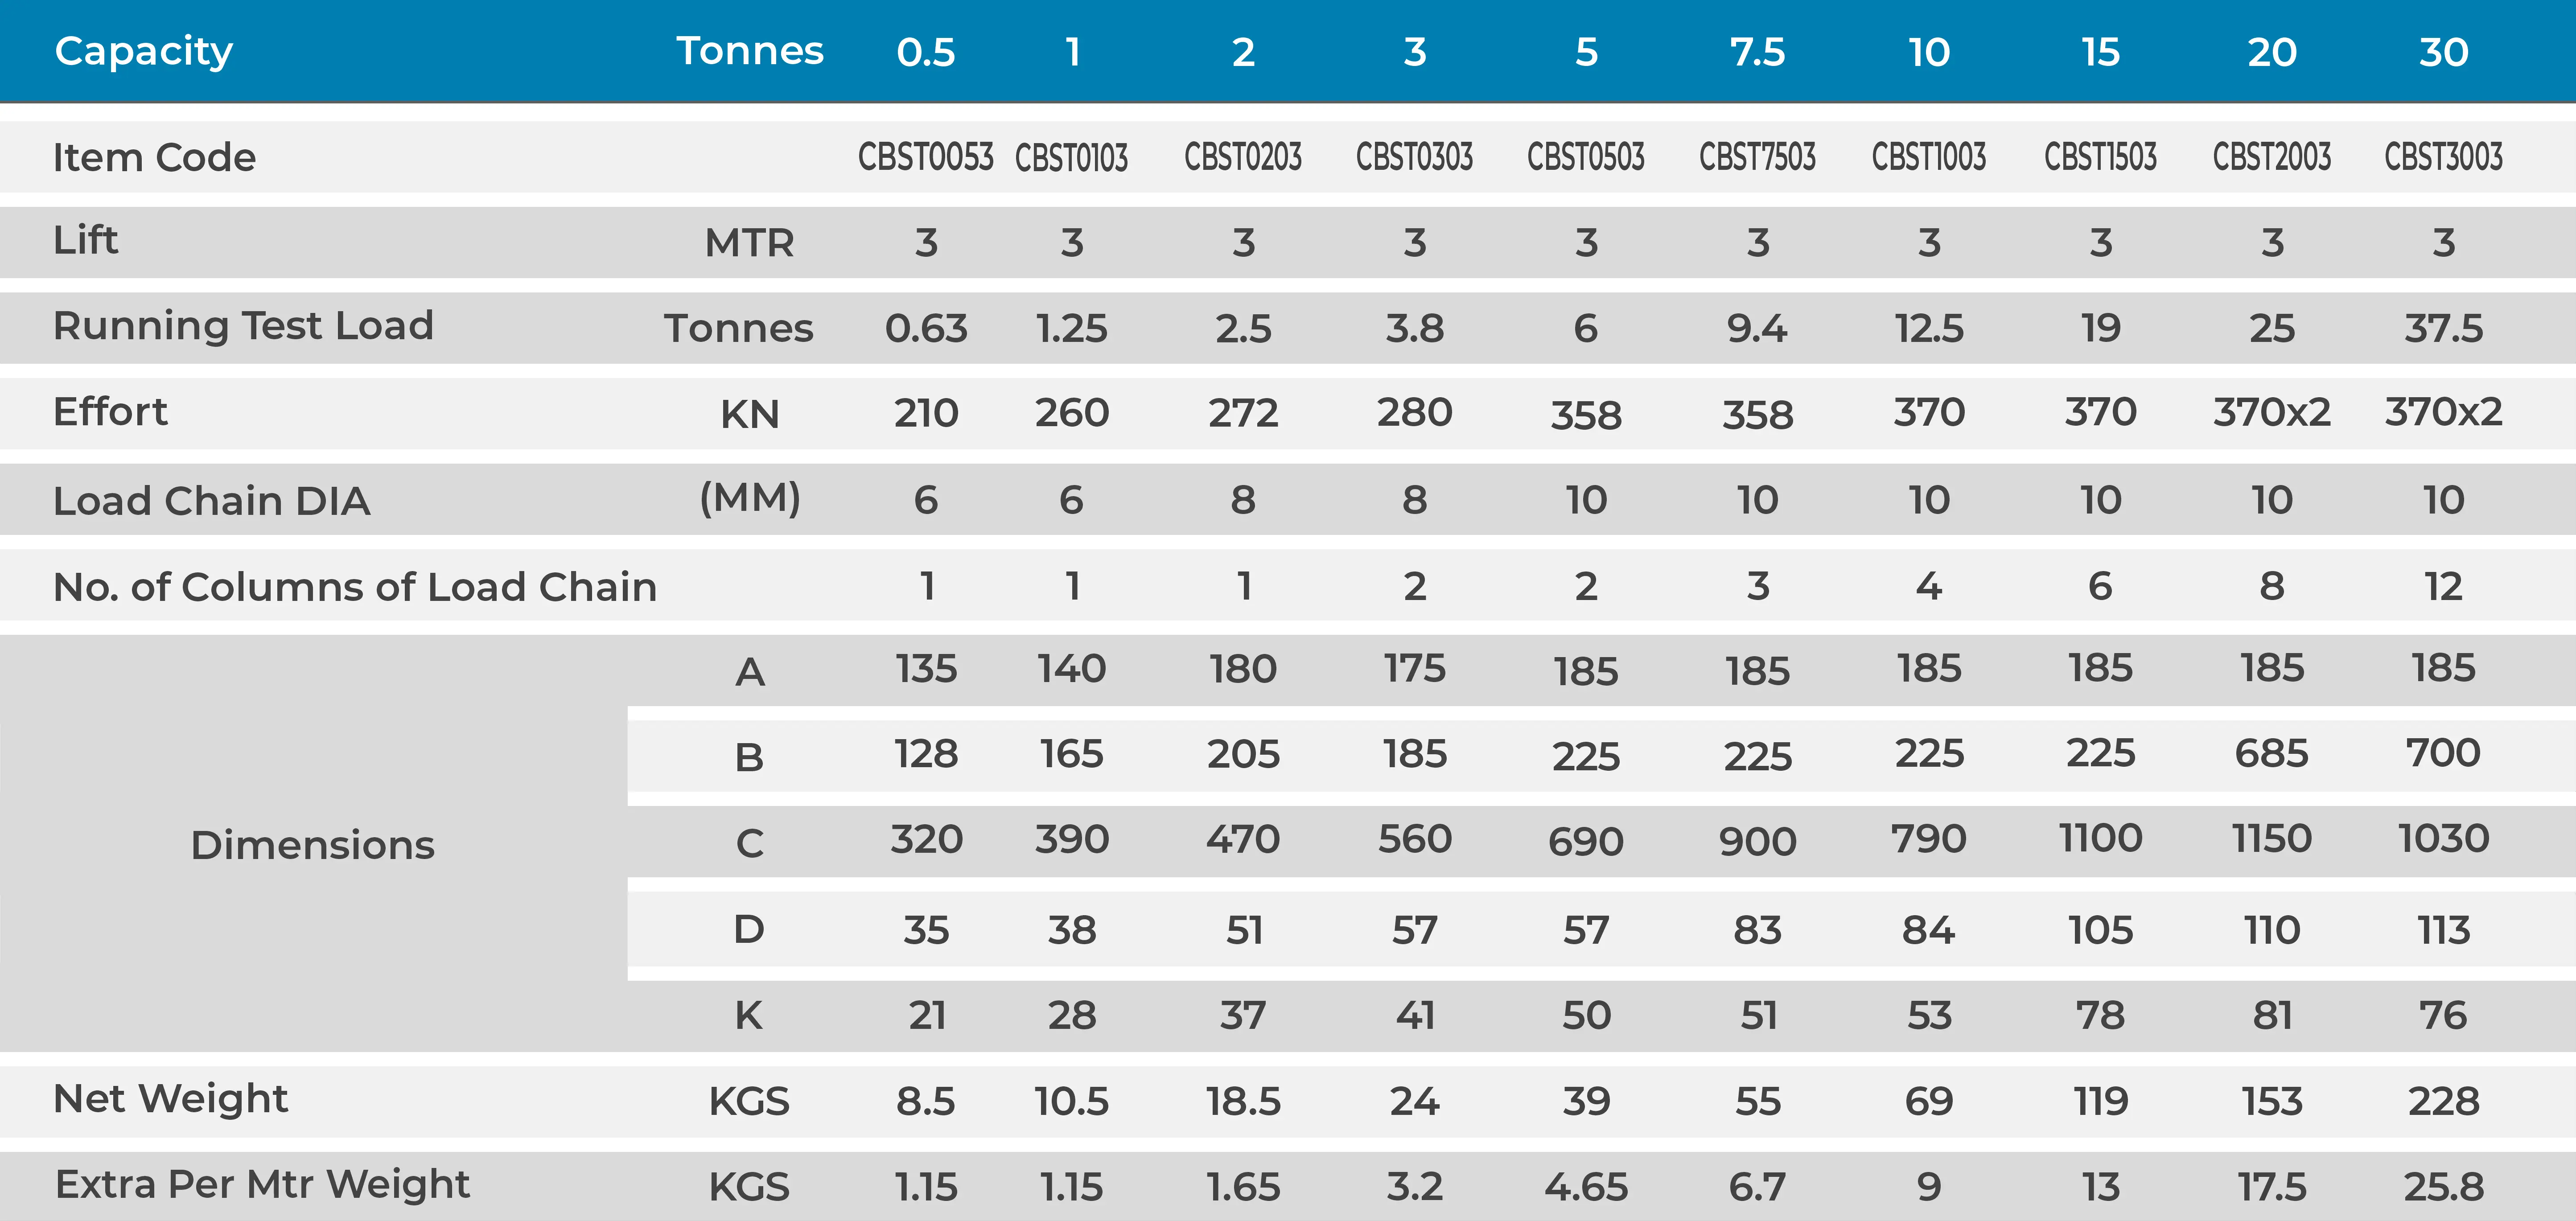 Capacity Tonnes 0.5 1 2 3 5 7.5 10 15 20 30
Item Code CBST0053 CBST0103 CBST0203 CBST0303 CBST0503 CBST7503 CBST1003 CBST1503 CBST2003 CBST3003
Lift MTR 3 3 3 3 3 3 3 3 3 3
Running Test Load Tonnes 0.63 1.25 2.5 3.8 6 9.4 12.5 19 25 37.5
Effort KN 210 260 272 280 358 358 370 370 370x2 370x2
Load Chain DIA (MM) 6 6 8 8 10 10 10 10 10 10
No. of Columns of Load Chain 1 1 1 2 2 3 4 6 8 12
A 135 140 180 175 185 185 185 185 185 185
B 128 165 205 185 225 225 225 225 685 700
Dimensions C 320 390 470 560 690 900 790 1100 1150 1030
D 35 38 51 57 57 83 84 105 110 113
K 21 28 37 41 50 51 53 78 81 76
Net Weight KGS 8.5 10.5 18.5 24 39 55 69 119 153 228
Extra Per Mtr Weight KGS 1.15 1.15 1.65 3.2 4.65 6.7 9 13 17.5 25.8